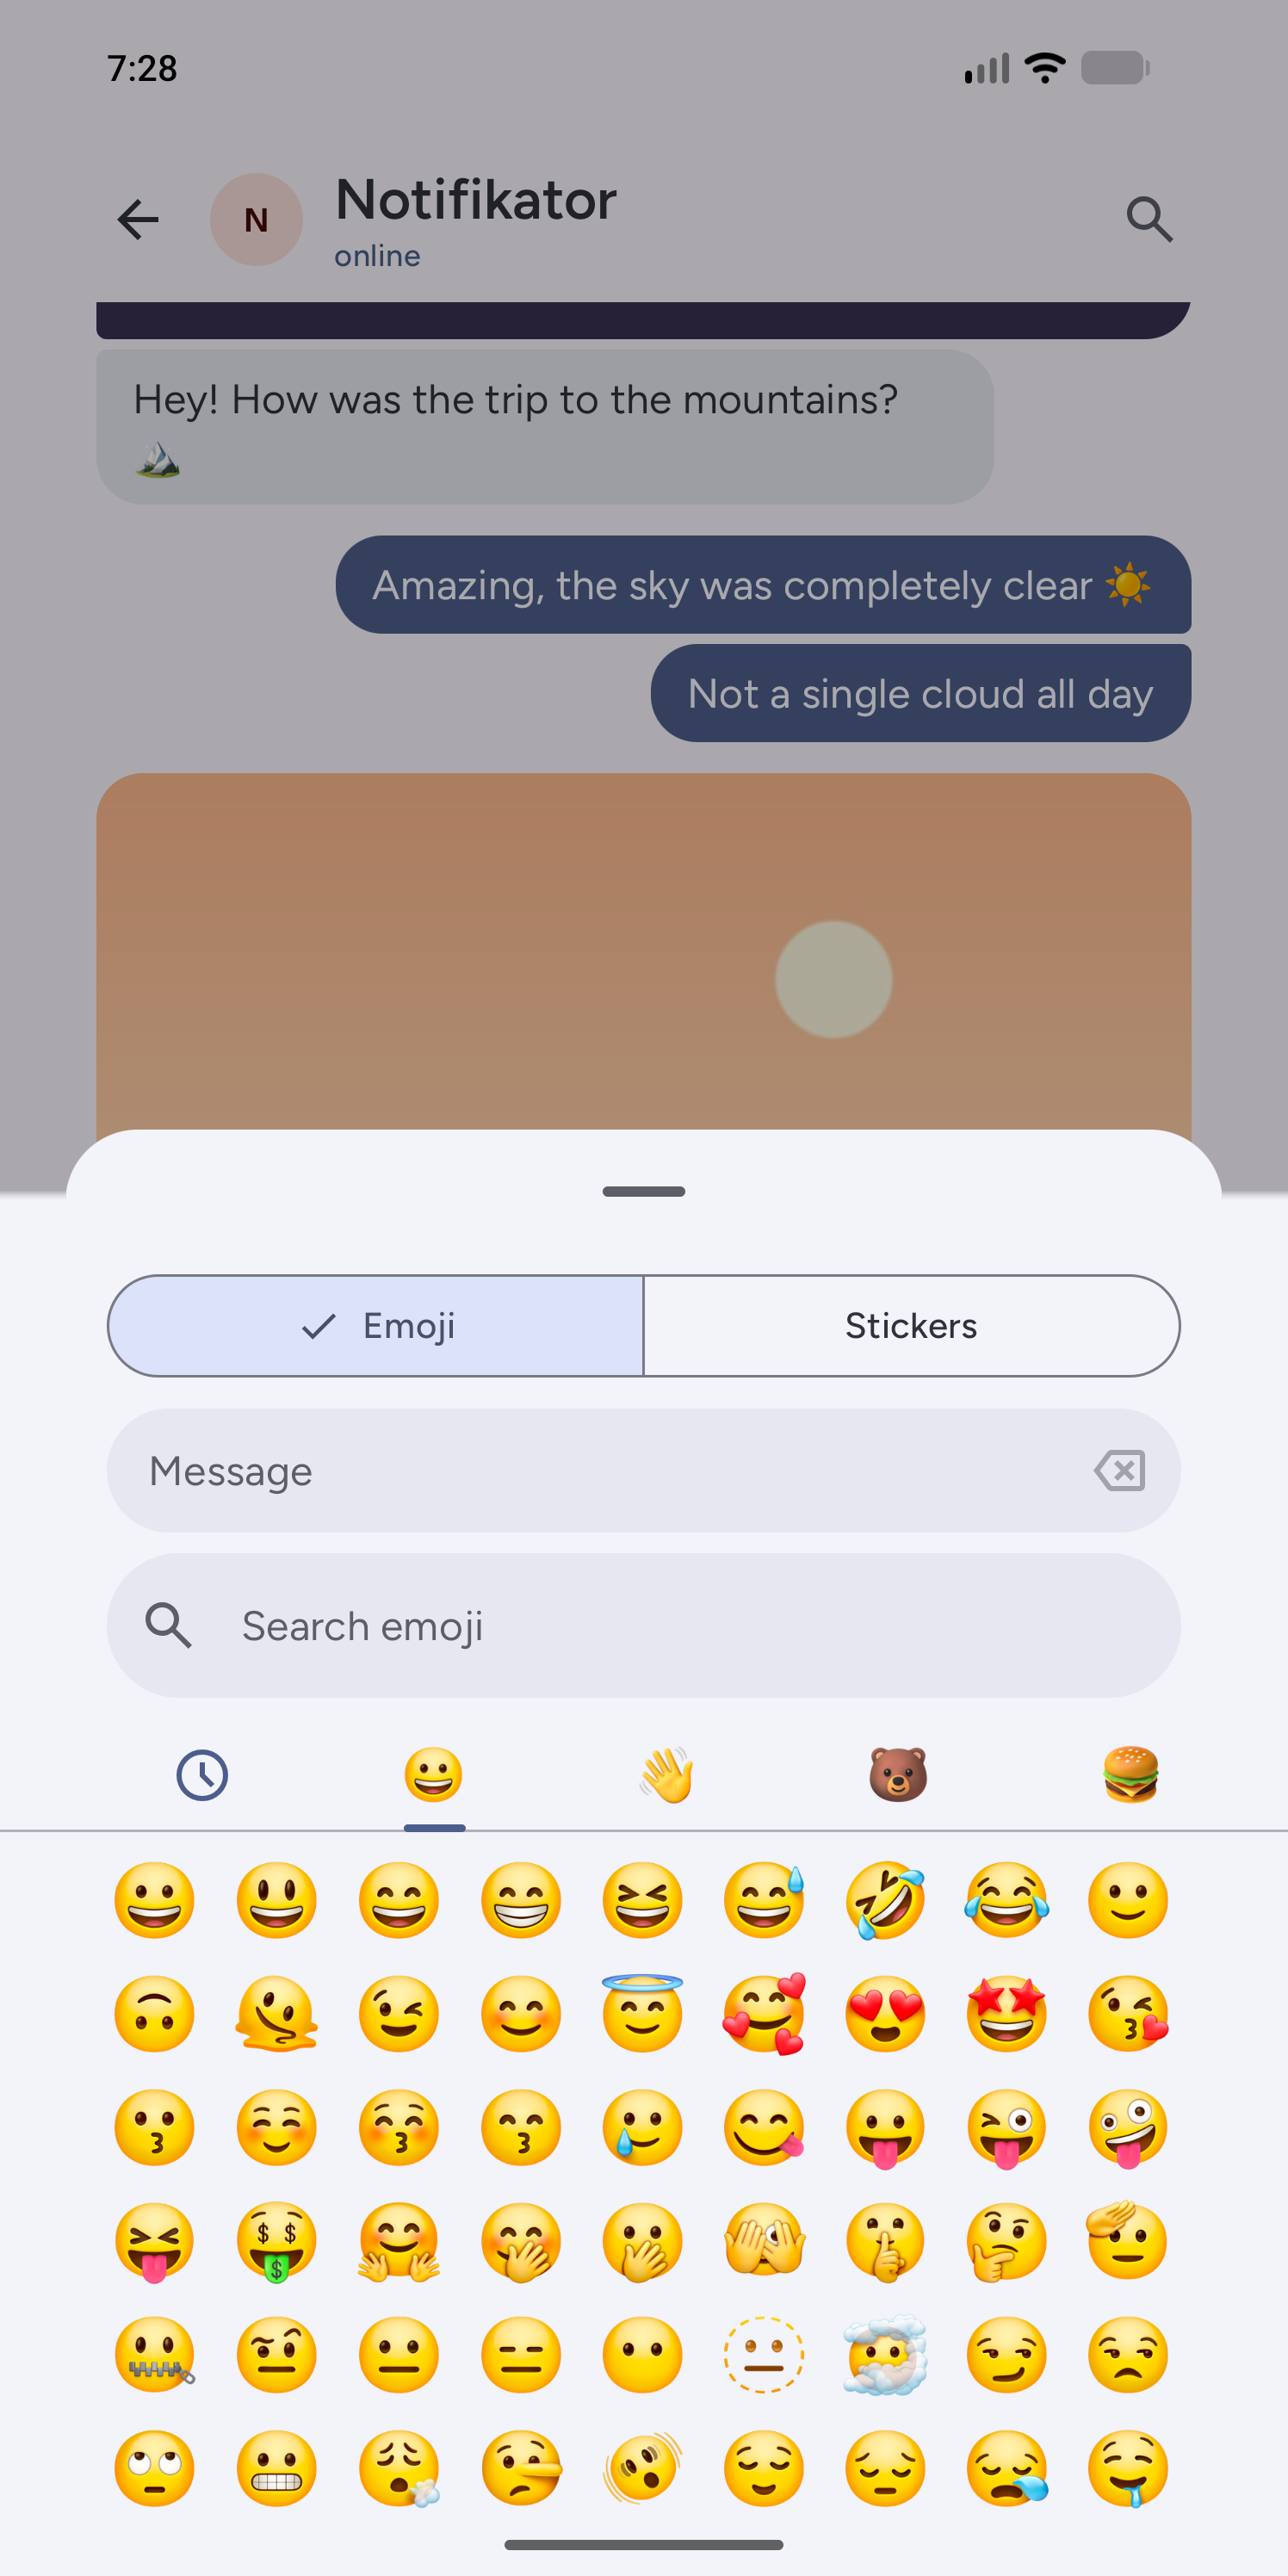 7:28
N
Notifikator
online
Hey! How was the trip to the mountains?
🏔️
Amazing, the sky was completely clear ☀️
Not a single cloud all day
Emoji
Stickers
Message
Search emoji